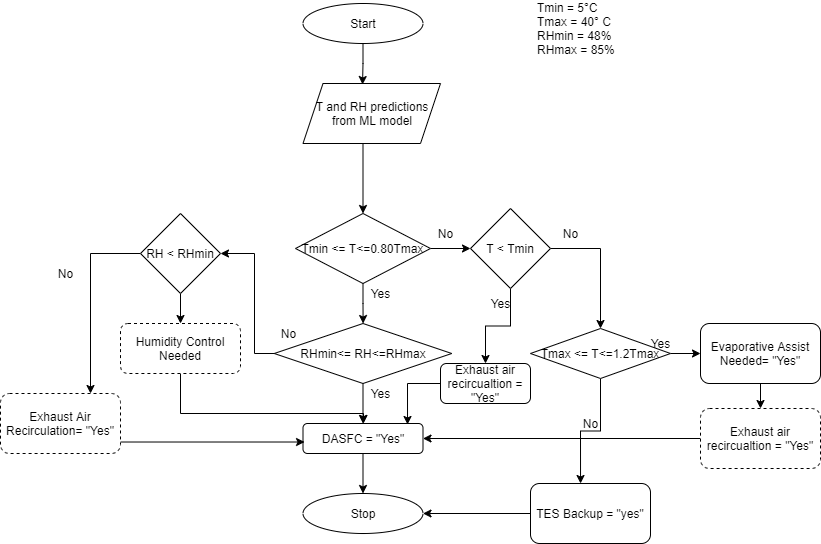 Tmin = 5°C
Tmax = 40° C
RHmin = 48%
RHmax = 85%
Start
T and RH predictions
from ML model
Tmin <= T<=0.80Tmax
No
T < Tmin
No
RH < RHmin
No
Yes
Yes
Humidity Control
Needed
No
RHmin<= RH<=RHmax
Tmax <= T<=1.2Tmax
Yes
Evaporative Assist
Needed= "Yes"
Exhaust air
recircualtion =
"Yes"
Yes
Exhaust Air
Recirculation= "Yes"
DASFC = "Yes"
No
Exhaust air
recircualtion = "Yes"
Stop
TES Backup = "yes"